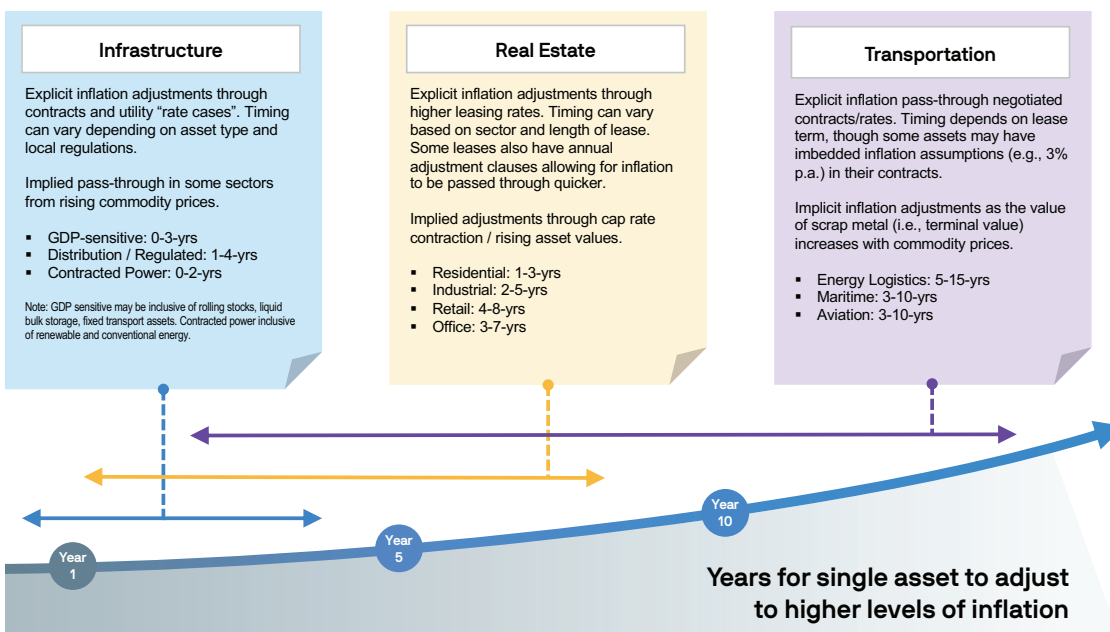 Infrastructure
Explicit inflation adjustments through
contracts and utility “rate cases”. Timing
can vary depending on asset type and
local regulations.
Implied pass-through in some sectors
from rising commodity prices.
▪ GDP-sensitive: 0-3-yrs
▪ Distribution / Regulated: 1-4-yrs
▪ Contracted Power: 0-2-yrs
Note: GDP sensitive may be inclusive of rolling stocks, liquid
bulk storage, fixed transport assets. Contracted power inclusive
of renewable and conventional energy.
Real Estate
Explicit inflation adjustments through
higher leasing rates. Timing can vary
based on sector and length of lease.
Some leases also have annual
adjustment clauses allowing for inflation
to be passed through quicker.
Implied adjustments through cap rate
contraction / rising asset values.
▪ Residential: 1-3-yrs
▪ Industrial: 2-5-yrs
▪ Retail: 4-8-yrs
▪ Office: 3-7-yrs
Transportation
Explicit inflation pass-through negotiated
contracts/rates. Timing depends on lease
term, though some assets may have
imbedded inflation assumptions (e.g., 3%
p.a.) in their contracts.
Implicit inflation adjustments as the value
of scrap metal (i.e., terminal value)
increases with commodity prices.
▪ Energy Logistics: 5-15-yrs
▪ Maritime: 3-10-yrs
▪ Aviation: 3-10-yrs
Year
1
Year
5
Year
10
Years for single asset to adjust
to higher levels of inflation